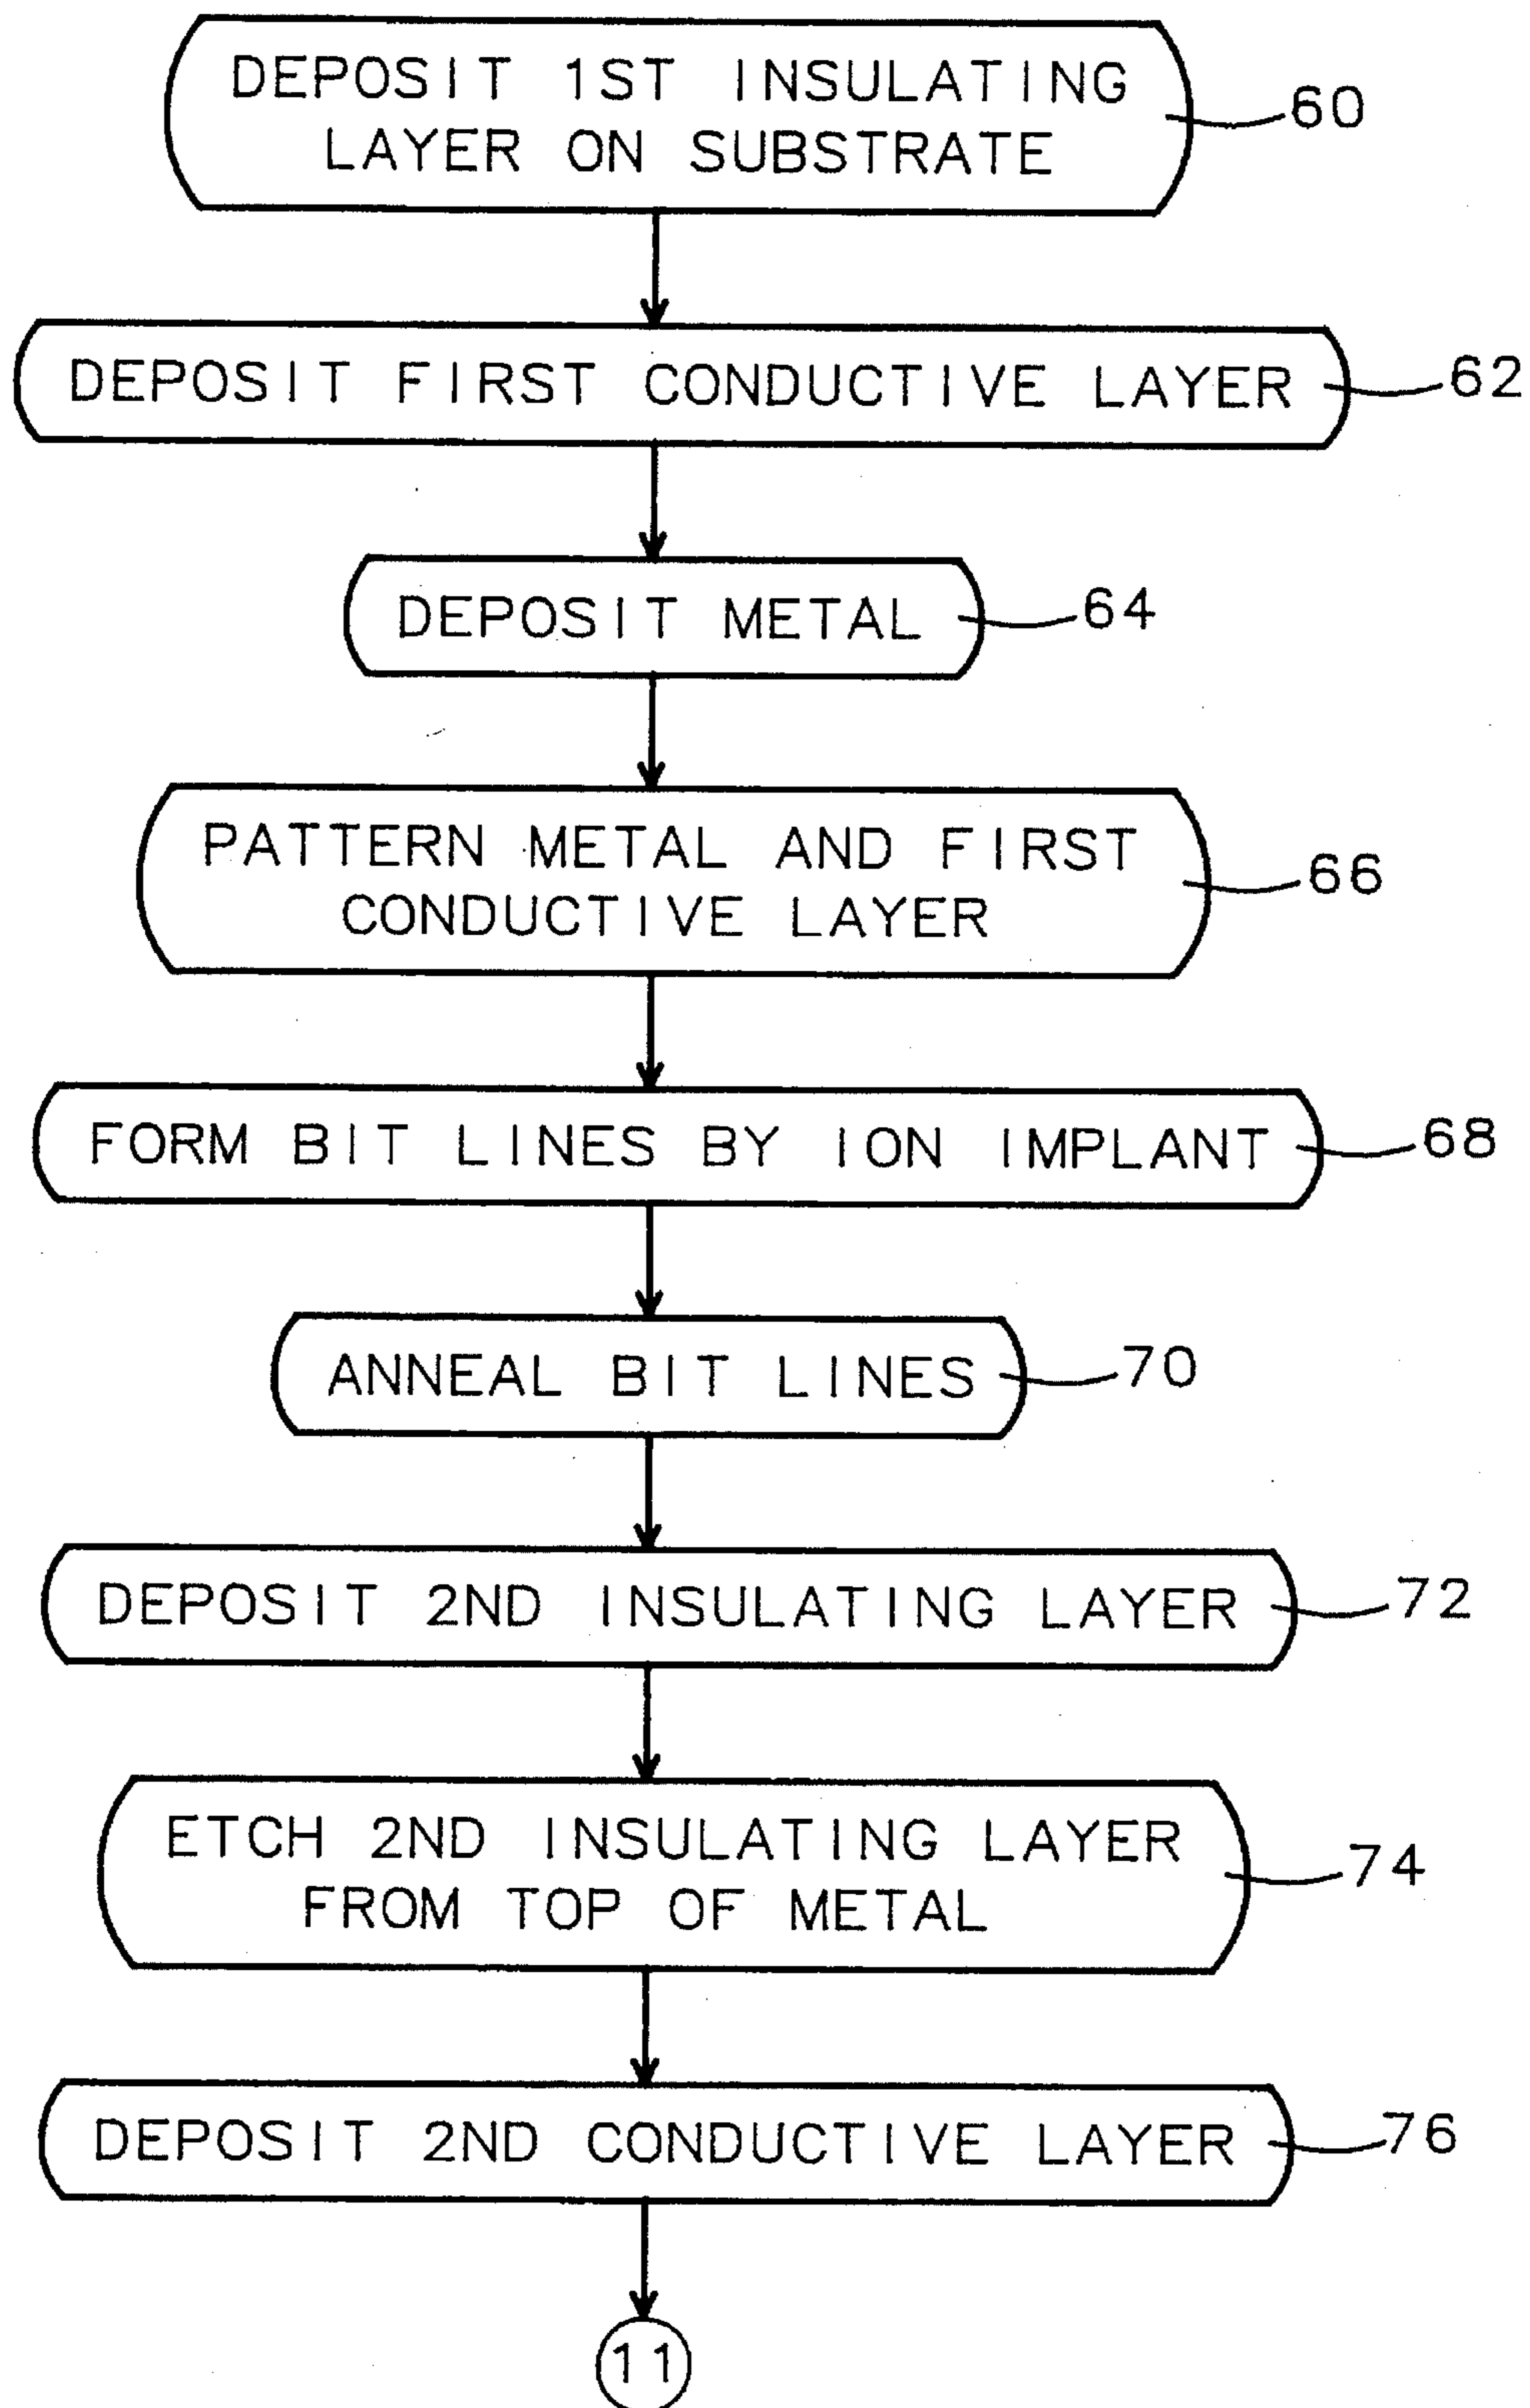 DEPOSIT 1ST INSULATING
LAYER ON SUBSTRATE
60
DEPOSIT FIRST CONDUCTIVE LAYER
62
DEPOSIT METAL
64
PATTERN METAL AND FIRST
CONDUCTIVE LAYER
66
FORM BIT LINES BY ION IMPLANT
68
ANNEAL BIT LINES
70
DEPOSIT 2ND INSULATING LAYER
72
ETCH 2ND INSULATING LAYER
FROM TOP OF METAL
74
DEPOSIT 2ND CONDUCTIVE LAYER
76
11